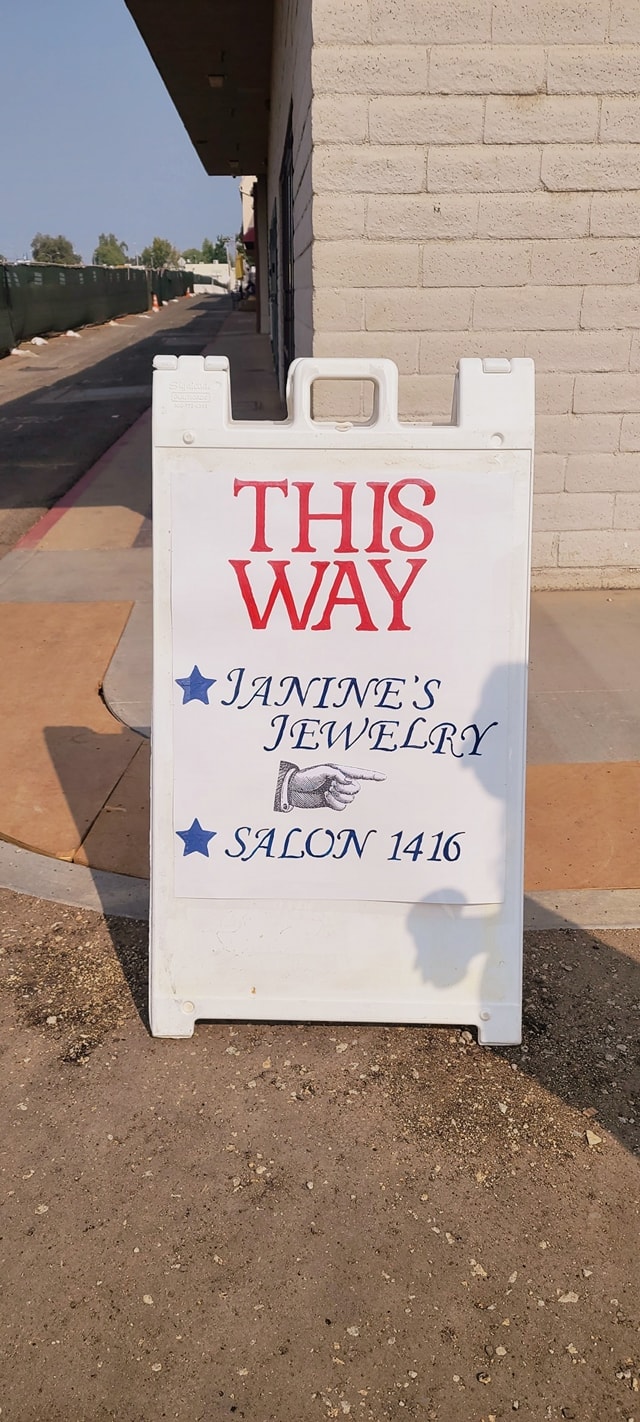 THIS
WAY
JANINE'S
JEWELRY
SALON 1416